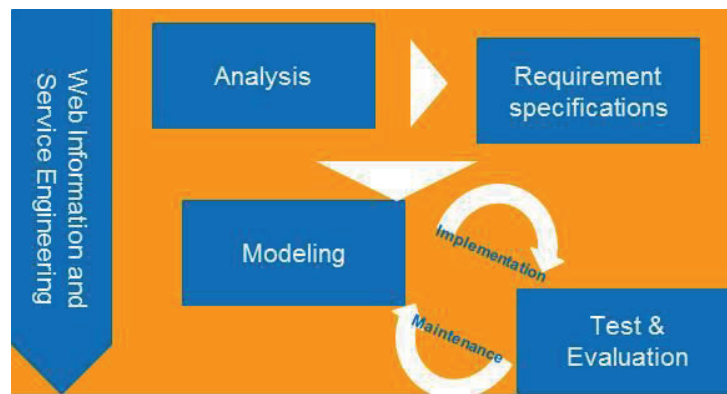 Web Information and
Service Engineering
Analysis
Requirement
specifications
Modeling
Implementation
Maintenance
Test &
Evaluation